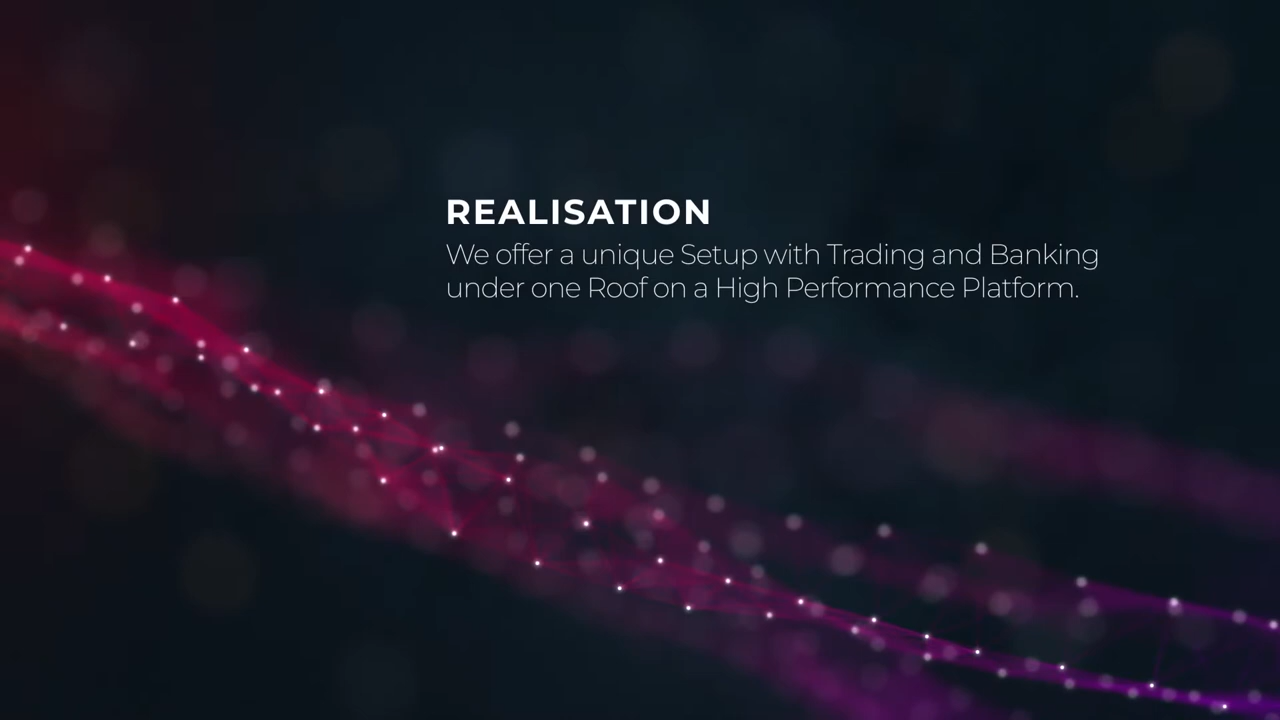 REALISATION
We offer a unique Setup with Trading and Banking
under one Roof on a High Performance Platform.